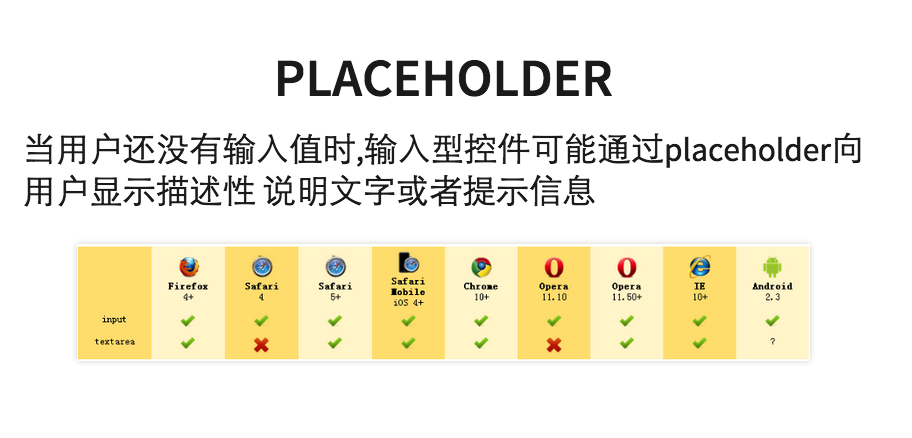 PLACEHOLDER
当用户还没有输入值时,输入型控件可能通过placeholder向
用户显示描述性 说明文字或者提示信息
Firefox 4+ Safari 4 Safari 5+ Safari Mobile iOS 4+ Chrome 10+ Opera 11.10 Opera 11.50+ IE 10+ Android 2.3
input
textarea ?